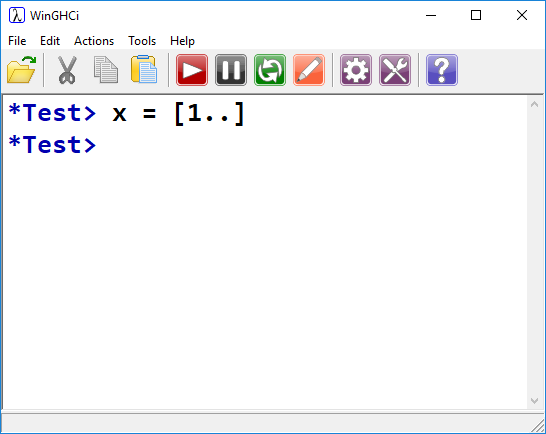 WinGHCi
File Edit Actions Tools Help
*Test> x = [1..]
*Test>